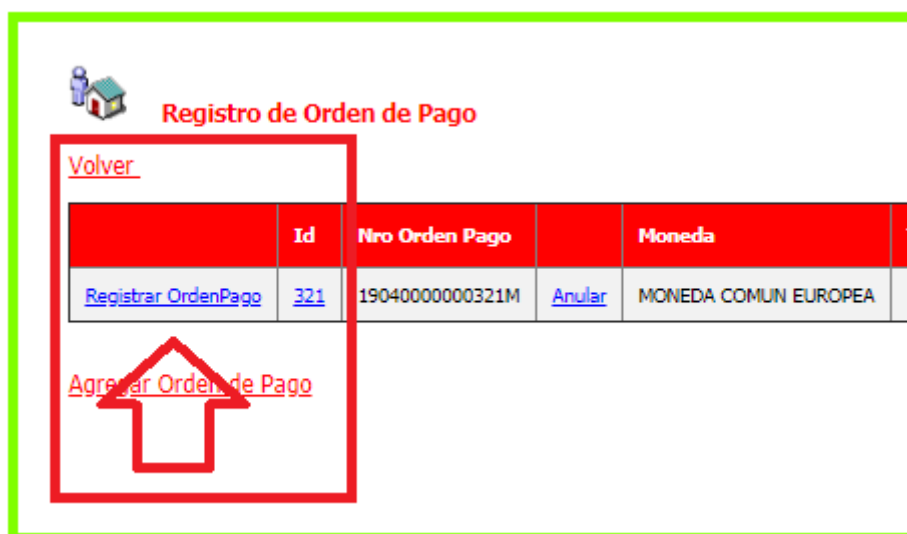 Registro de Orden de Pago
Volver
Id Nro Orden Pago Moneda
Registrar OrdenPago 321 19040000000321M Anular MONEDA COMUN EUROPEA
Agregar Orden de Pago